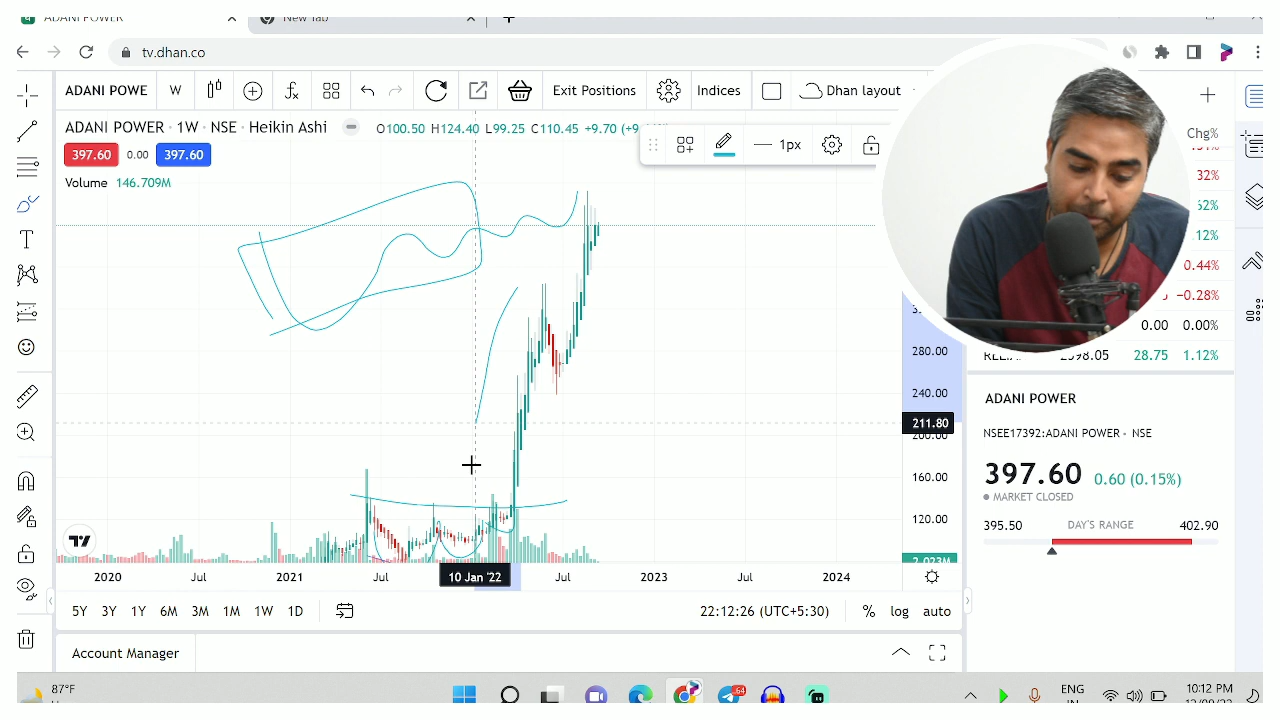 ADANI POWER
New Tab
tv.dhan.co
ADANI POWE W Exit Positions Indices Dhan layout
ADANI POWER · 1W · NSE · Heikin Ashi O100.50 H124.40 L99.25 C110.45 +9.70
1px
Chg%
397.60 0.00 397.60
Volume 146.709M
32%
0.44%
−0.28%
0.00 0.00%
28.75 1.12%
280.00
240.00
211.80
200.00
160.00
120.00
2020 Jul 2021 Jul 10 Jan '22 Jul 2023 Jul 2024
5Y 3Y 1Y 6M 3M 1M 1W 1D 22:12:26 (UTC+5:30) % log auto
ADANI POWER
NSEE17392:ADANI POWER · NSE
397.60 0.60 (0.15%)
MARKET CLOSED
395.50 DAY'S RANGE 402.90
Account Manager
87°F
64
ENG
10:12 PM